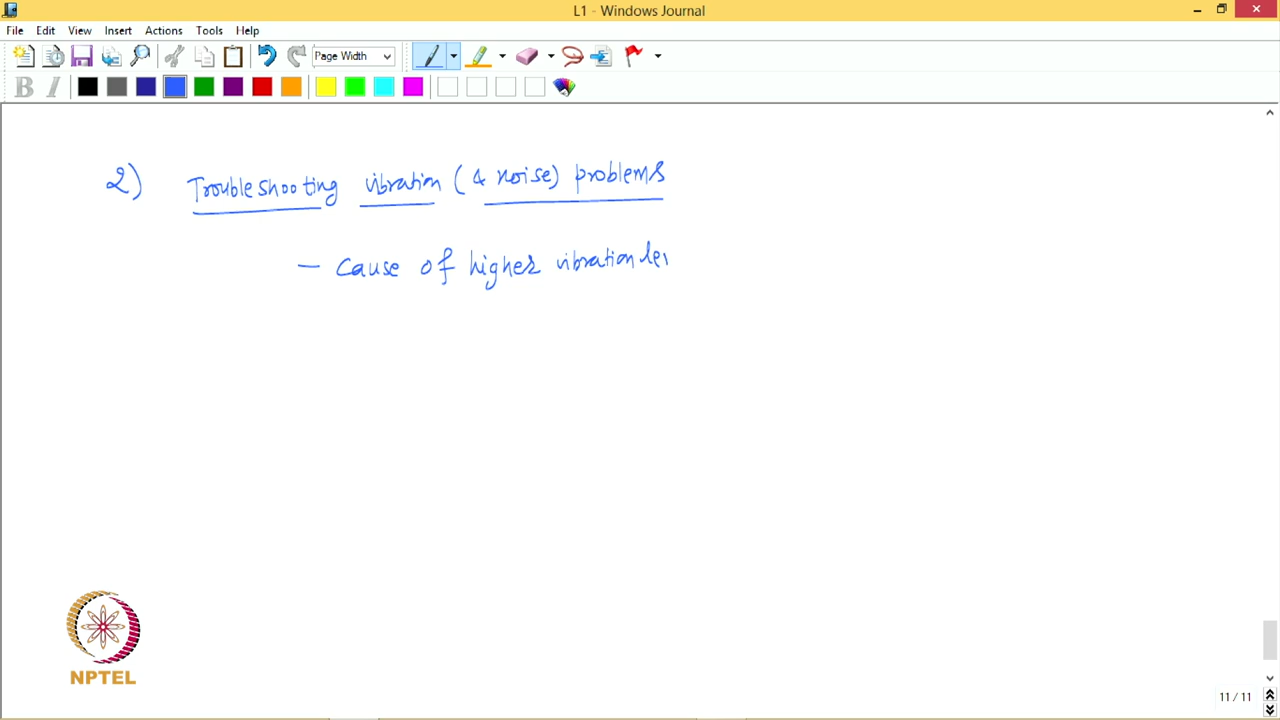 L1 - Windows Journal
File Edit View Insert Actions Tools Help
Page Width
B I
2) Troubleshooting vibration (& noise) problems
— cause of higher vibration lev
NPTEL
11 / 11